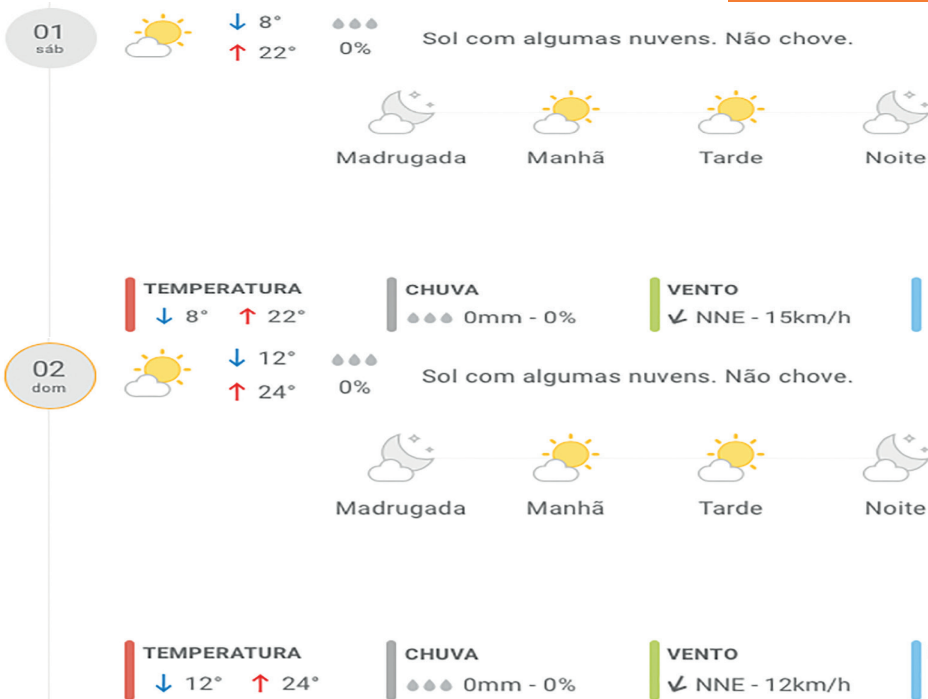 01
sáb
8°
22°
0%
Sol com algumas nuvens. Não chove.
Madrugada Manhã Tarde Noite
TEMPERATURA CHUVA VENTO
8° 22° 0mm - 0% NNE - 15km/h
02
dom
12°
24°
0%
Sol com algumas nuvens. Não chove.
Madrugada Manhã Tarde Noite
TEMPERATURA CHUVA VENTO
12° 24° 0mm - 0% NNE - 12km/h